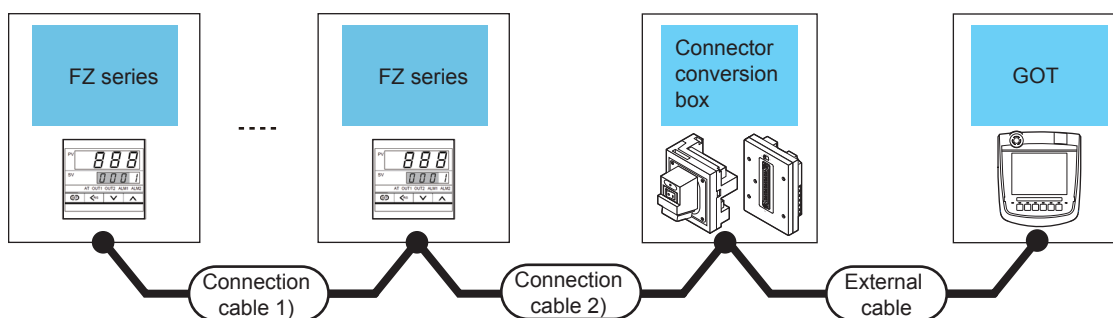 FZ series
FZ series
Connector
conversion
box
GOT
PV
888
SV
0001
AT OUT1 OUT2 ALM1 ALM2
PV
888
SV
0001
AT OUT1 OUT2 ALM1 ALM2
Connection
cable 1)
Connection
cable 2)
External
cable